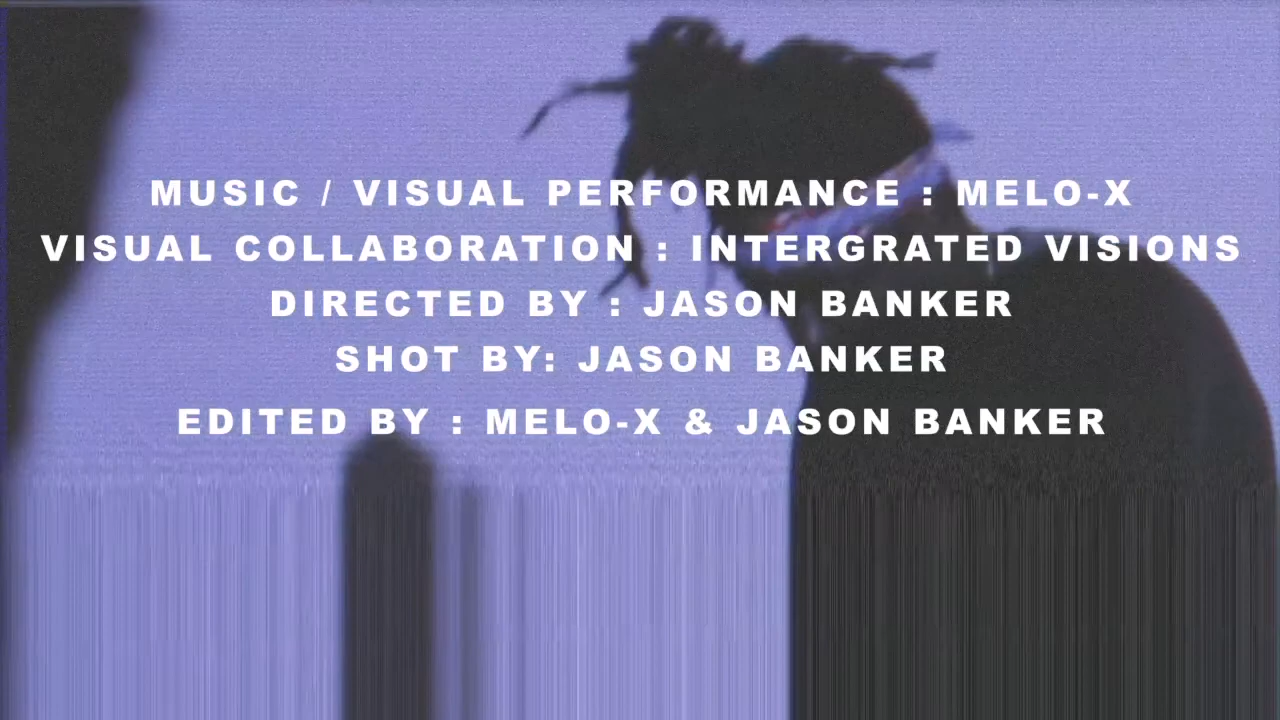 MUSIC / VISUAL PERFORMANCE : MELO-X
VISUAL COLLABORATION : INTERGRATED VISIONS
DIRECTED BY : JASON BANKER
SHOT BY: JASON BANKER
EDITED BY : MELO-X & JASON BANKER